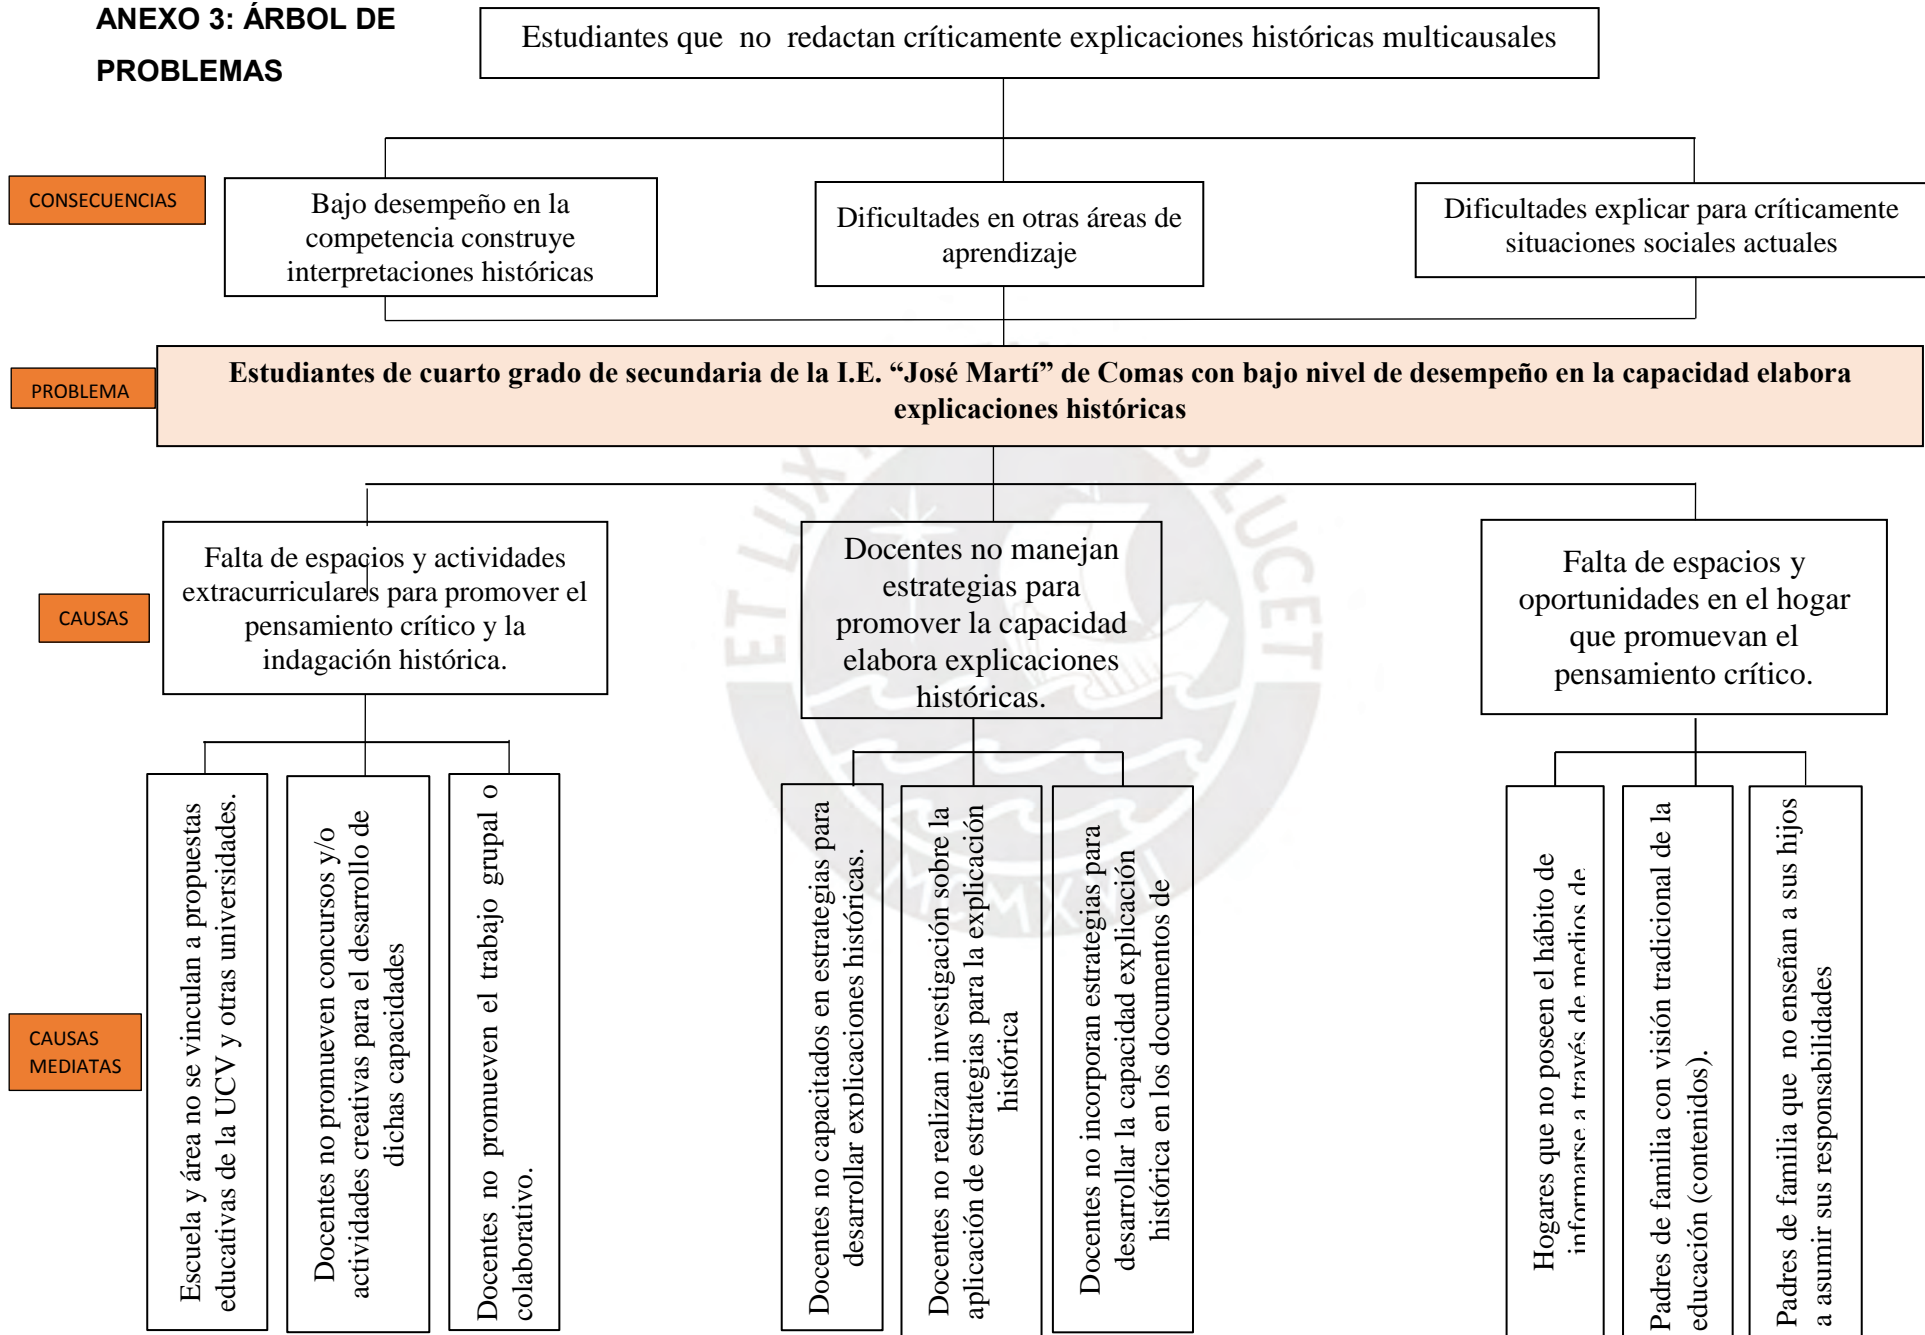 ANEXO 3: ÁRBOL DE
PROBLEMAS
Estudiantes que no redactan críticamente explicaciones históricas multicausales
CONSECUENCIAS
Bajo desempeño en la
competencia construye
interpretaciones históricas
Dificultades en otras áreas de
aprendizaje
Dificultades explicar para críticamente
situaciones sociales actuales
PROBLEMA
Estudiantes de cuarto grado de secundaria de la I.E. “José Martí” de Comas con bajo nivel de desempeño en la capacidad elabora
explicaciones históricas
CAUSAS
Falta de espacios y actividades
extracurriculares para promover el
pensamiento crítico y la
indagación histórica.
Docentes no manejan
estrategias para
promover la capacidad
elabora explicaciones
históricas.
Falta de espacios y
oportunidades en el hogar
que promuevan el
pensamiento crítico.
CAUSAS
MEDIATAS
Escuela y área no se vinculan a propuestas
educativas de la UCV y otras universidades.
Docentes no promueven concursos y/o
actividades creativas para el desarrollo de
dichas capacidades
Docentes no promueven el trabajo grupal o
colaborativo.
Docentes no capacitados en estrategias para
desarrollar explicaciones históricas.
Docentes no realizan investigación sobre la
aplicación de estrategias para la explicación
histórica
Docentes no incorporan estrategias para
desarrollar la capacidad explicación
histórica en los documentos de
Hogares que no poseen el hábito de
informarse a través de medios de
Padres de familia con visión tradicional de la
educación (contenidos).
Padres de familia que no enseñan a sus hijos
a asumir sus responsabilidades
ET LUX
LUCET